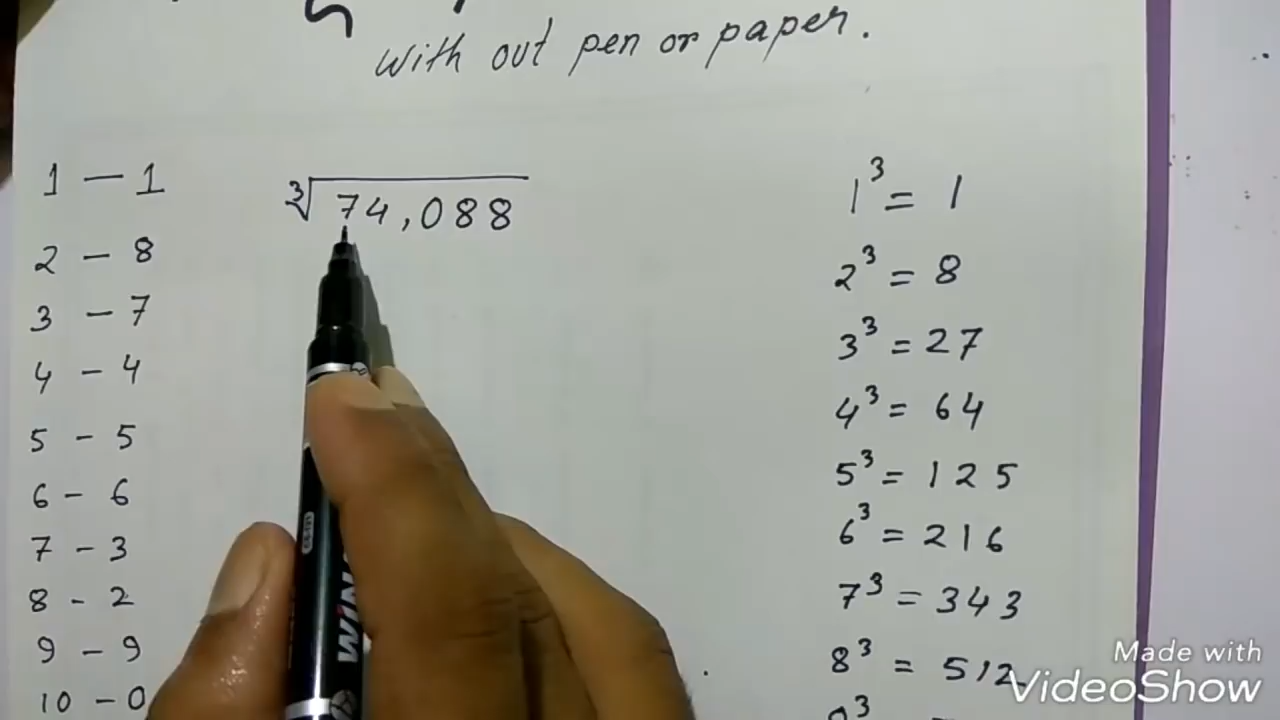 with out pen or paper.
1 — 1
2 - 8
3 - 7
4 - 4
5 - 5
6 - 6
7 - 3
8 - 2
9 - 9
10 - 0
∛74,088
1³ = 1
2³ = 8
3³ = 27
4³ = 64
5³ = 125
6³ = 216
7³ = 343
8³ = 512
Made with
VideoShow